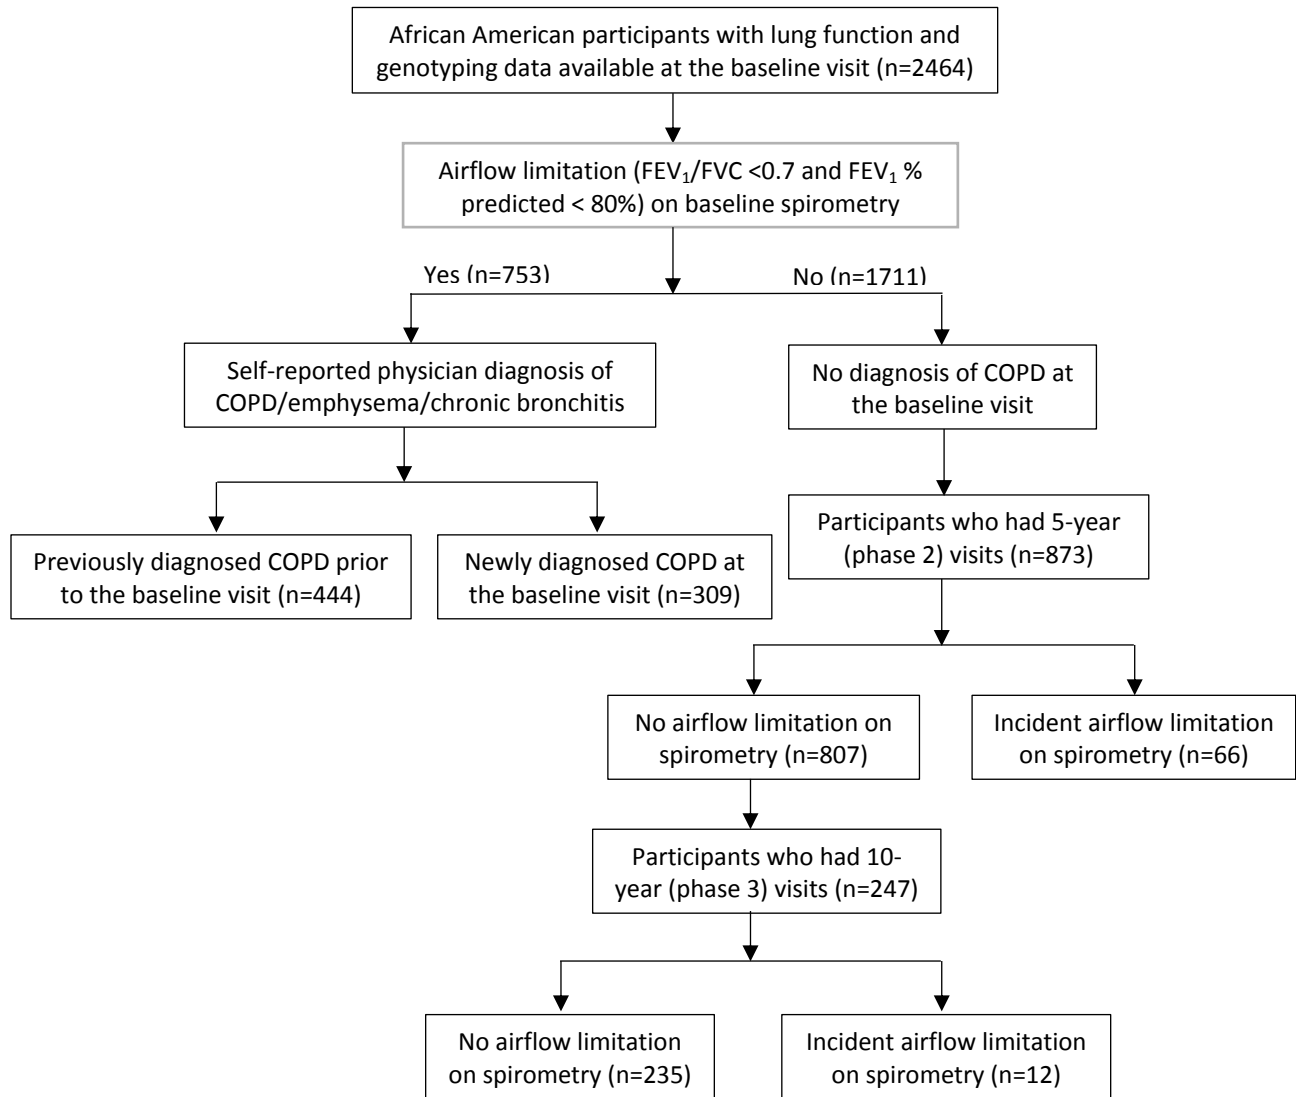 African American participants with lung function and
genotyping data available at the baseline visit (n=2464)
Airflow limitation (FEV₁/FVC <0.7 and FEV₁ %
predicted < 80%) on baseline spirometry
Yes (n=753)
No (n=1711)
Self-reported physician diagnosis of
COPD/emphysema/chronic bronchitis
No diagnosis of COPD at
the baseline visit
Previously diagnosed COPD prior
to the baseline visit (n=444)
Newly diagnosed COPD at
the baseline visit (n=309)
Participants who had 5-year
(phase 2) visits (n=873)
No airflow limitation on
spirometry (n=807)
Incident airflow limitation
on spirometry (n=66)
Participants who had 10-
year (phase 3) visits (n=247)
No airflow limitation
on spirometry (n=235)
Incident airflow limitation
on spirometry (n=12)